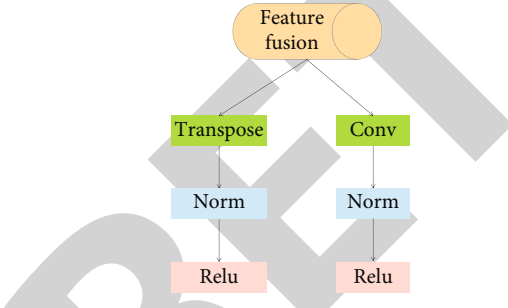 Feature
fusion
Transpose
Conv
Norm
Norm
Relu
Relu